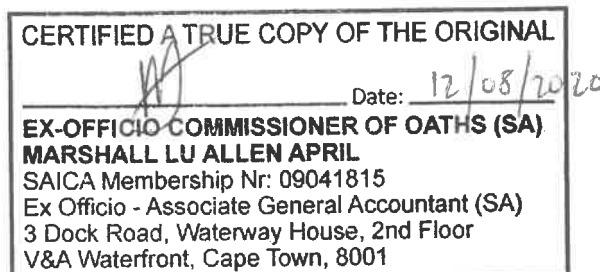 CERTIFIED A TRUE COPY OF THE ORIGINAL
Date: 12/08/2020
EX-OFFICIO COMMISSIONER OF OATHS (SA)
MARSHALL LU ALLEN APRIL
SAICA Membership Nr: 09041815
Ex Officio - Associate General Accountant (SA)
3 Dock Road, Waterway House, 2nd Floor
V&A Waterfront, Cape Town, 8001